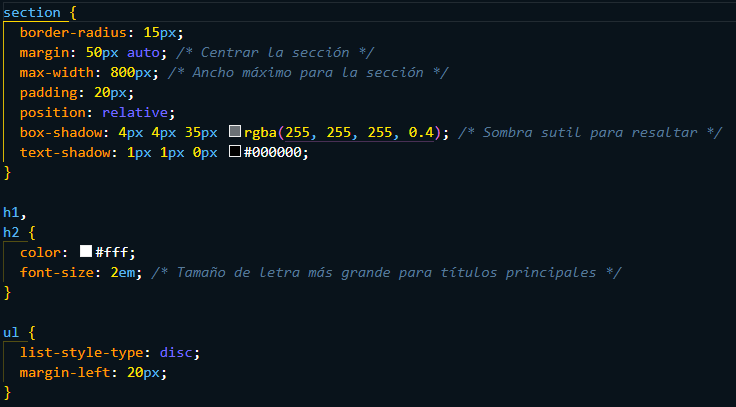 section {
border-radius: 15px;
margin: 50px auto; /* Centrar la sección */
max-width: 800px; /* Ancho máximo para la sección */
padding: 20px;
position: relative;
box-shadow: 4px 4px 35px rgba(255, 255, 255, 0.4); /* Sombra sutil para resaltar */
text-shadow: 1px 1px 0px #000000;
}
h1,
h2 {
color: #fff;
font-size: 2em; /* Tamaño de letra más grande para títulos principales */
}
ul {
list-style-type: disc;
margin-left: 20px;
}